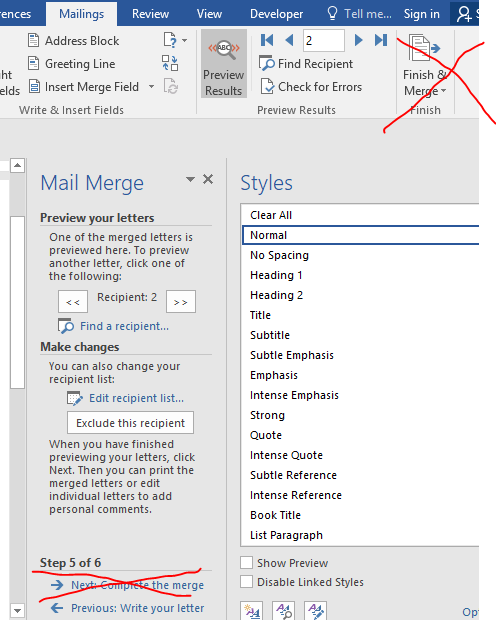 rences Mailings Review View Developer Tell me... Sign in S
Address Block
ght Greeting Line
elds Insert Merge Field
Write & Insert Fields
ABC
Preview
Results
2
Find Recipient
Check for Errors
Preview Results
Finish &
Merge
Finish
Mail Merge
Preview your letters
One of the merged letters is
previewed here. To preview
another letter, click one of
the following:
<< Recipient: 2 >>
Find a recipient...
Make changes
You can also change your
recipient list:
Edit recipient list...
Exclude this recipient
When you have finished
previewing your letters, click
Next. Then you can print the
merged letters or edit
individual letters to add
personal comments.
Step 5 of 6
Next: Complete the merge
Previous: Write your letter
Styles
Clear All
Normal
No Spacing
Heading 1
Heading 2
Title
Subtitle
Subtle Emphasis
Emphasis
Intense Emphasis
Strong
Quote
Intense Quote
Subtle Reference
Intense Reference
Book Title
List Paragraph
Show Preview
Disable Linked Styles
Opt